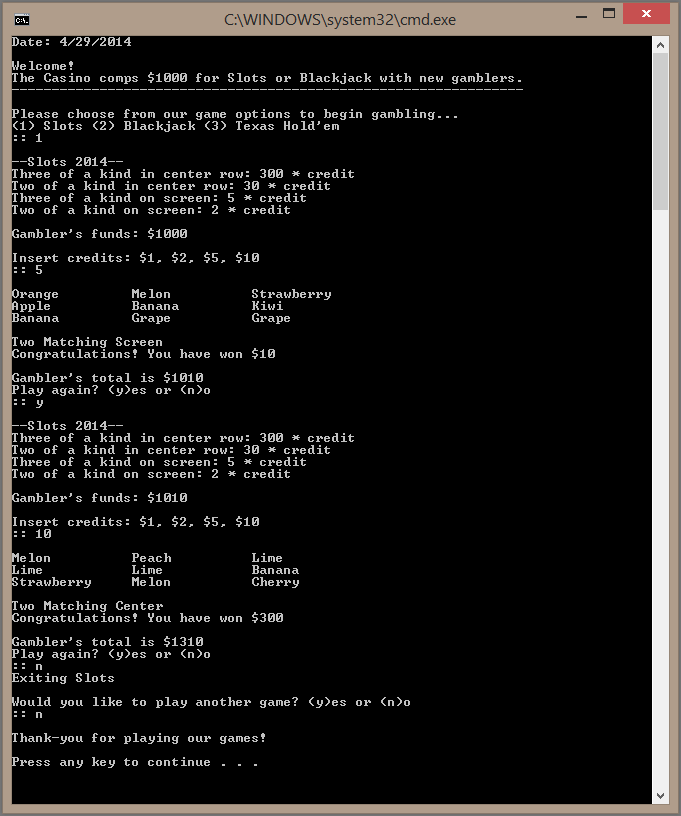 C:\WINDOWS\system32\cmd.exe
Date: 4/29/2014
Welcome!
The Casino comps $1000 for Slots or Blackjack with new gamblers.
----------------------------------------------------------------
Please choose from our game options to begin gambling...
(1) Slots (2) Blackjack (3) Texas Hold'em
:: 1
--Slots 2014--
Three of a kind in center row: 300 * credit
Two of a kind in center row: 30 * credit
Three of a kind on screen: 5 * credit
Two of a kind on screen: 2 * credit
Gambler's funds: $1000
Insert credits: $1, $2, $5, $10
:: 5
Orange Melon Strawberry
Apple Banana Kiwi
Banana Grape Grape
Two Matching Screen
Congratulations! You have won $10
Gambler's total is $1010
Play again? (y)es or (n)o
:: y
--Slots 2014--
Three of a kind in center row: 300 * credit
Two of a kind in center row: 30 * credit
Three of a kind on screen: 5 * credit
Two of a kind on screen: 2 * credit
Gambler's funds: $1010
Insert credits: $1, $2, $5, $10
:: 10
Melon Peach Lime
Lime Lime Banana
Strawberry Melon Cherry
Two Matching Center
Congratulations! You have won $300
Gambler's total is $1310
Play again? (y)es or (n)o
:: n
Exiting Slots
Would you like to play another game? (y)es or (n)o
:: n
Thank-you for playing our games!
Press any key to continue . . .